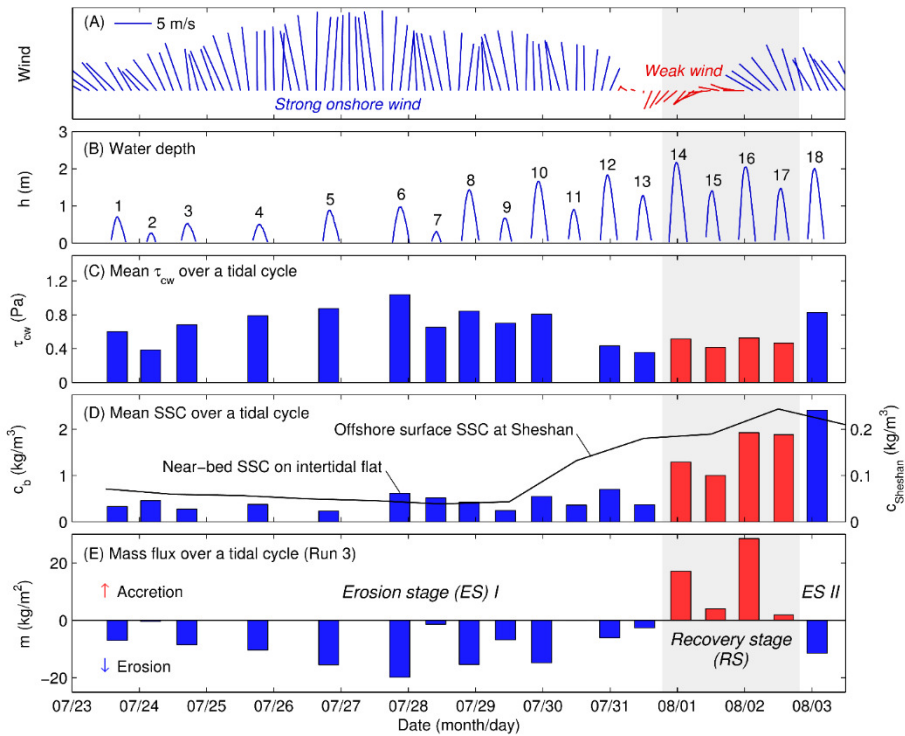 (A) 5 m/s
Wind
Strong onshore wind
Weak wind
3
2
1
0
h (m)
(B) Water depth
1
2
3
4
5
6
7
8
9
10
11
12
13
14
15
16
17
18
1.2
0.8
0.4
0
τcw (Pa)
(C) Mean τcw over a tidal cycle
2
1
0
cb (kg/m³)
(D) Mean SSC over a tidal cycle
Offshore surface SSC at Sheshan
Near−bed SSC on intertidal flat
0.2
0.1
0
cSheshan
20
0
−20
m (kg/m²)
(E) Mass flux over a tidal cycle (Run 3)
↑ Accretion
Erosion stage (ES) I
ES II
Recovery stage
(RS)
↓ Erosion
07/23 07/24 07/25 07/26 07/27 07/28 07/29 07/30 07/31 08/01 08/02 08/03
Date (month/day)